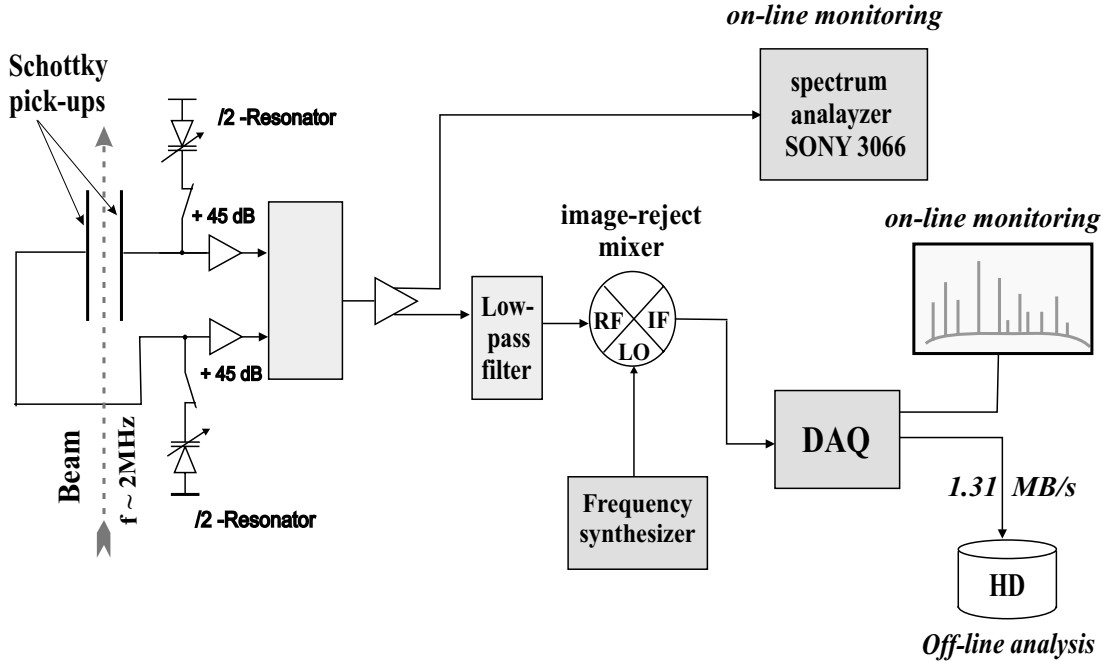 on-line monitoring
Schottky
pick-ups
/2 -Resonator
spectrum
analayzer
SONY 3066
+ 45 dB
image-reject
mixer
on-line monitoring
Low-
pass
filter
RF
IF
LO
+ 45 dB
DAQ
Beam
f ~ 2MHz
1.31 MB/s
Frequency
synthesizer
/2 -Resonator
HD
Off-line analysis